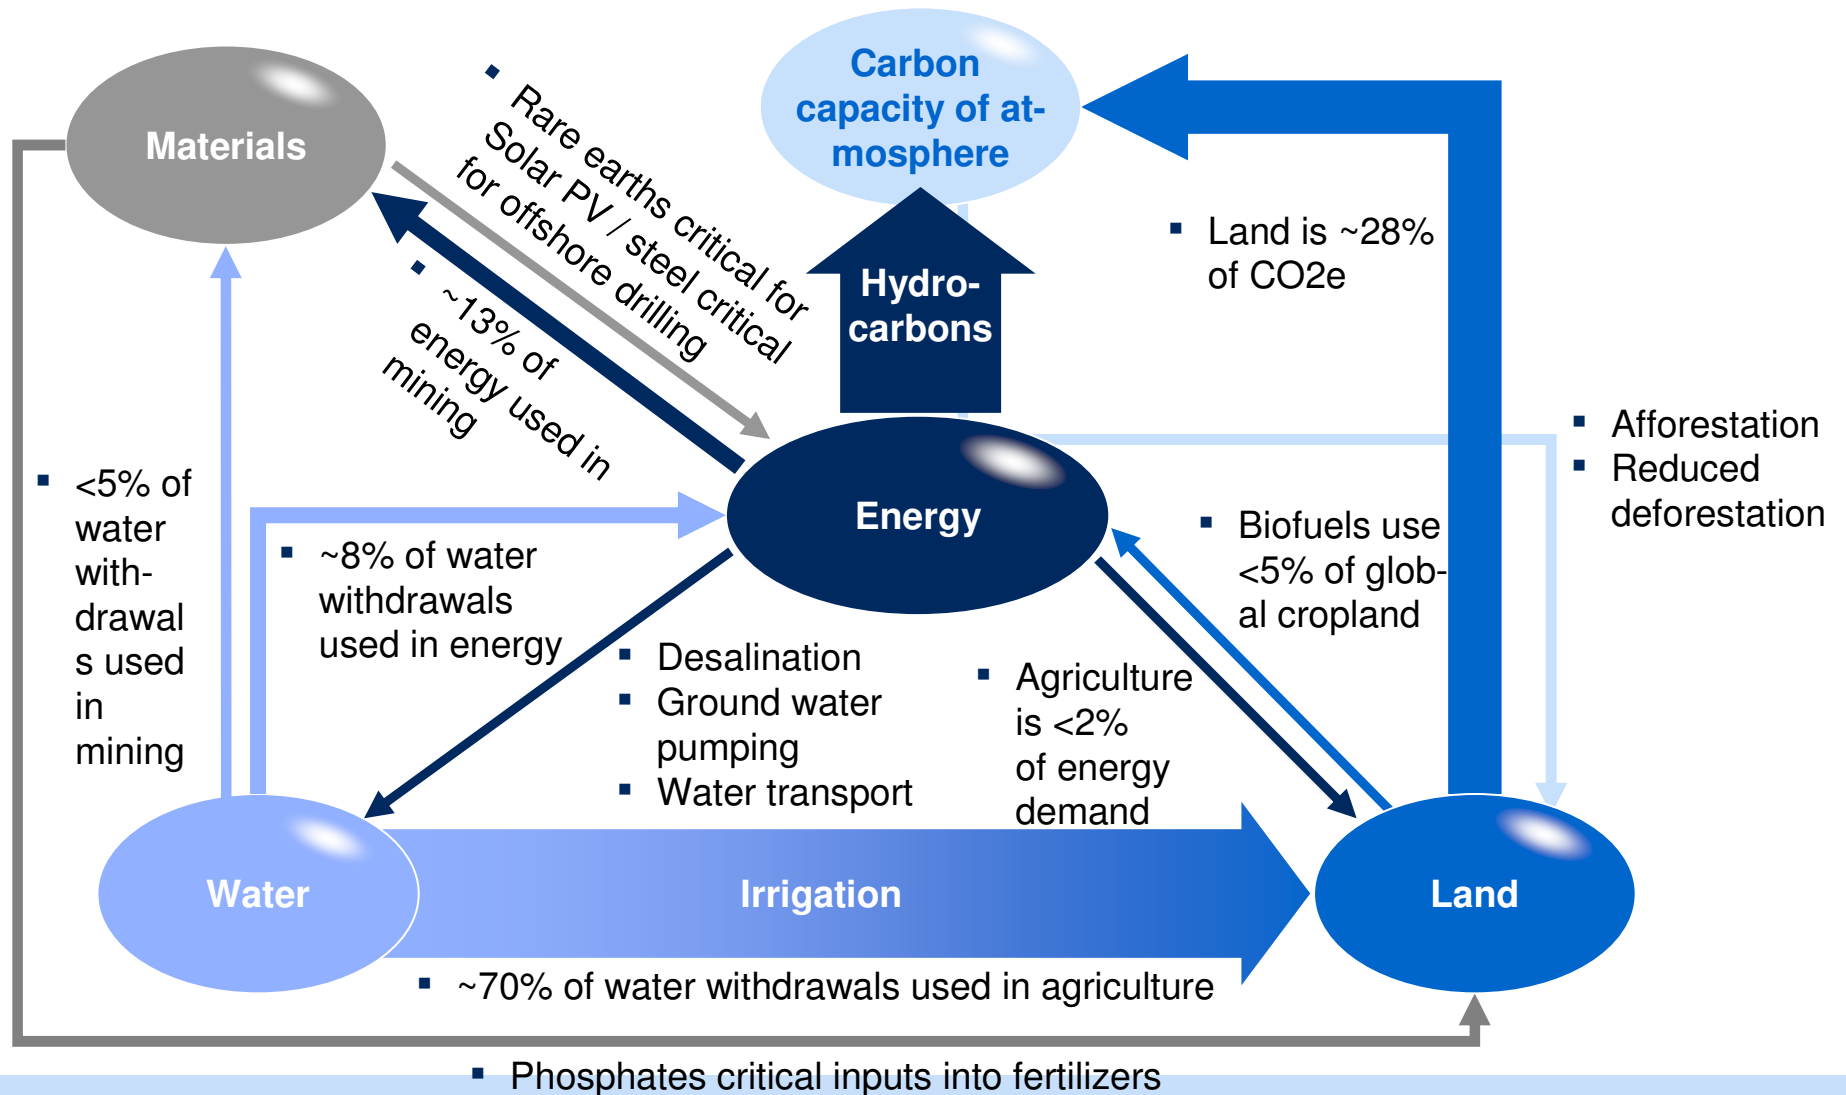 Materials
Carbon
capacity of at-
mosphere
▪ Rare earths critical for
Solar PV / steel critical
for offshore drilling
▪ ~13% of
energy used in
mining
Hydro-
carbons
▪ Land is ~28%
of CO2e
▪ Afforestation
▪ Reduced
deforestation
▪ <5% of
water
with-
drawal
s used
in
mining
▪ ~8% of water
withdrawals
used in energy
Energy
▪ Biofuels use
<5% of glob-
al cropland
▪ Desalination
▪ Ground water
pumping
▪ Water transport
▪ Agriculture
is <2%
of energy
demand
Water
Irrigation
Land
▪ ~70% of water withdrawals used in agriculture
▪ Phosphates critical inputs into fertilizers